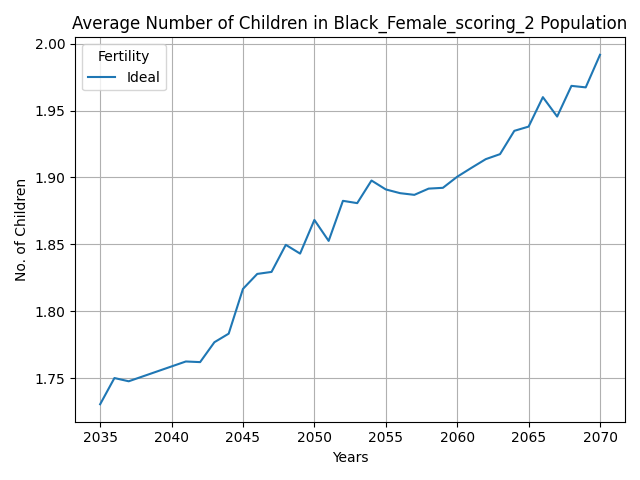 Average Number of Children in Black_Female_scoring_2 Population
Fertility
Ideal
2.00
1.95
1.90
1.85
1.80
1.75
No. of Children
2035 2040 2045 2050 2055 2060 2065 2070
Years